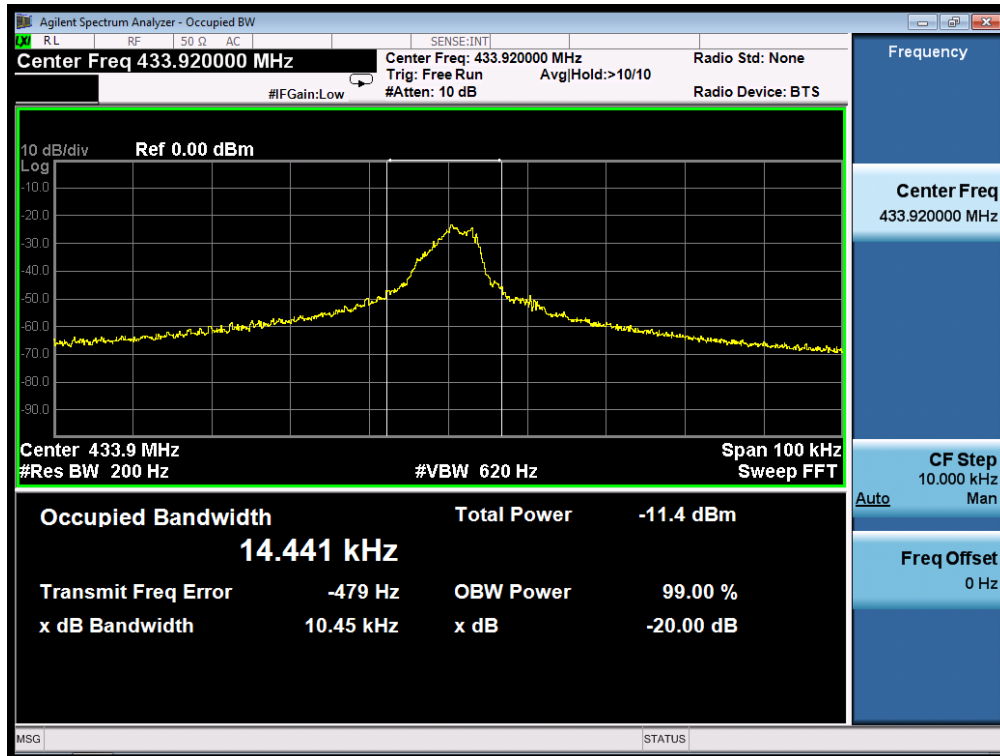 Agilent Spectrum Analyzer - Occupied BW
LXI RL RF 50 Ω AC SENSE:INT
Center Freq 433.920000 MHz
Center Freq: 433.920000 MHz Radio Std: None
Trig: Free Run Avg|Hold:>10/10
#IFGain:Low #Atten: 10 dB Radio Device: BTS
10 dB/div Ref 0.00 dBm
Log
-10.0
-20.0
-30.0
-40.0
-50.0
-60.0
-70.0
-80.0
-90.0
Center 433.9 MHz Span 100 kHz
#Res BW 200 Hz #VBW 620 Hz Sweep FFT
Occupied Bandwidth Total Power -11.4 dBm
14.441 kHz
Transmit Freq Error -479 Hz OBW Power 99.00 %
x dB Bandwidth 10.45 kHz x dB -20.00 dB
MSG STATUS
Frequency
Center Freq
433.920000 MHz
CF Step
10.000 kHz
Auto Man
Freq Offset
0 Hz